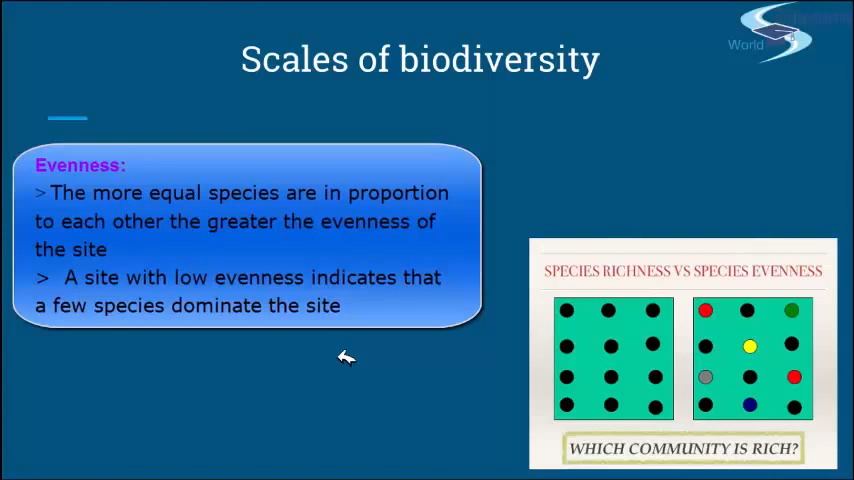 World
Scales of biodiversity
Evenness:
> The more equal species are in proportion
to each other the greater the evenness of
the site
> A site with low evenness indicates that
a few species dominate the site
SPECIES RICHNESS VS SPECIES EVENNESS
WHICH COMMUNITY IS RICH?